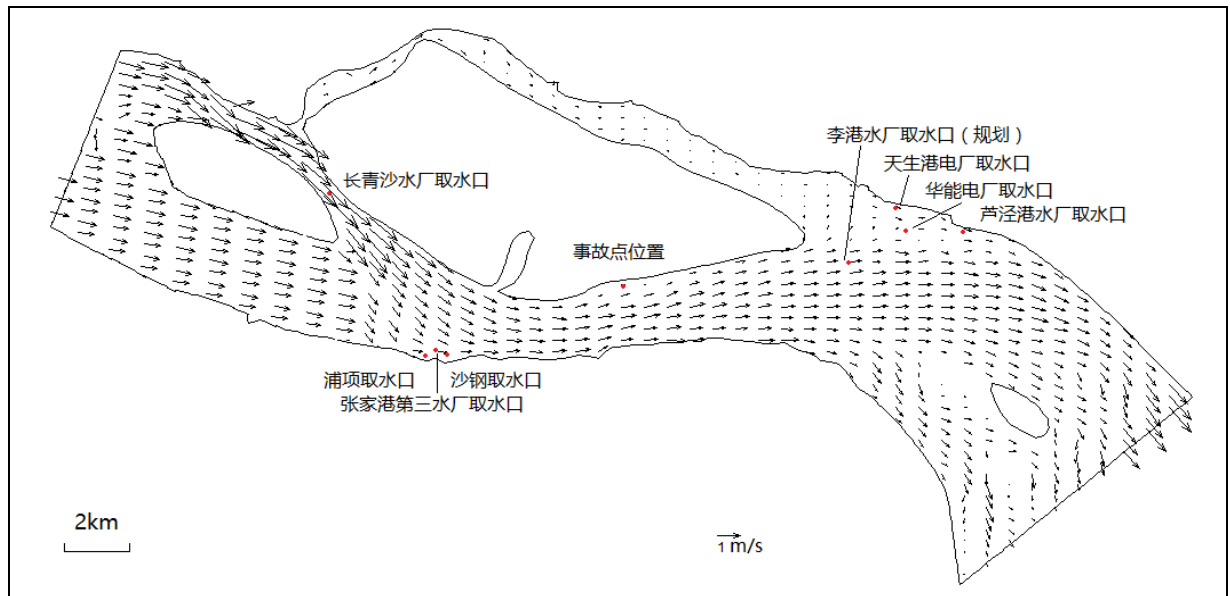 李港水厂取水口（规划）
天生港电厂取水口
长青沙水厂取水口
华能电厂取水口
芦泾港水厂取水口
事故点位置
浦项取水口 沙钢取水口
张家港第三水厂取水口
2km
1 m/s